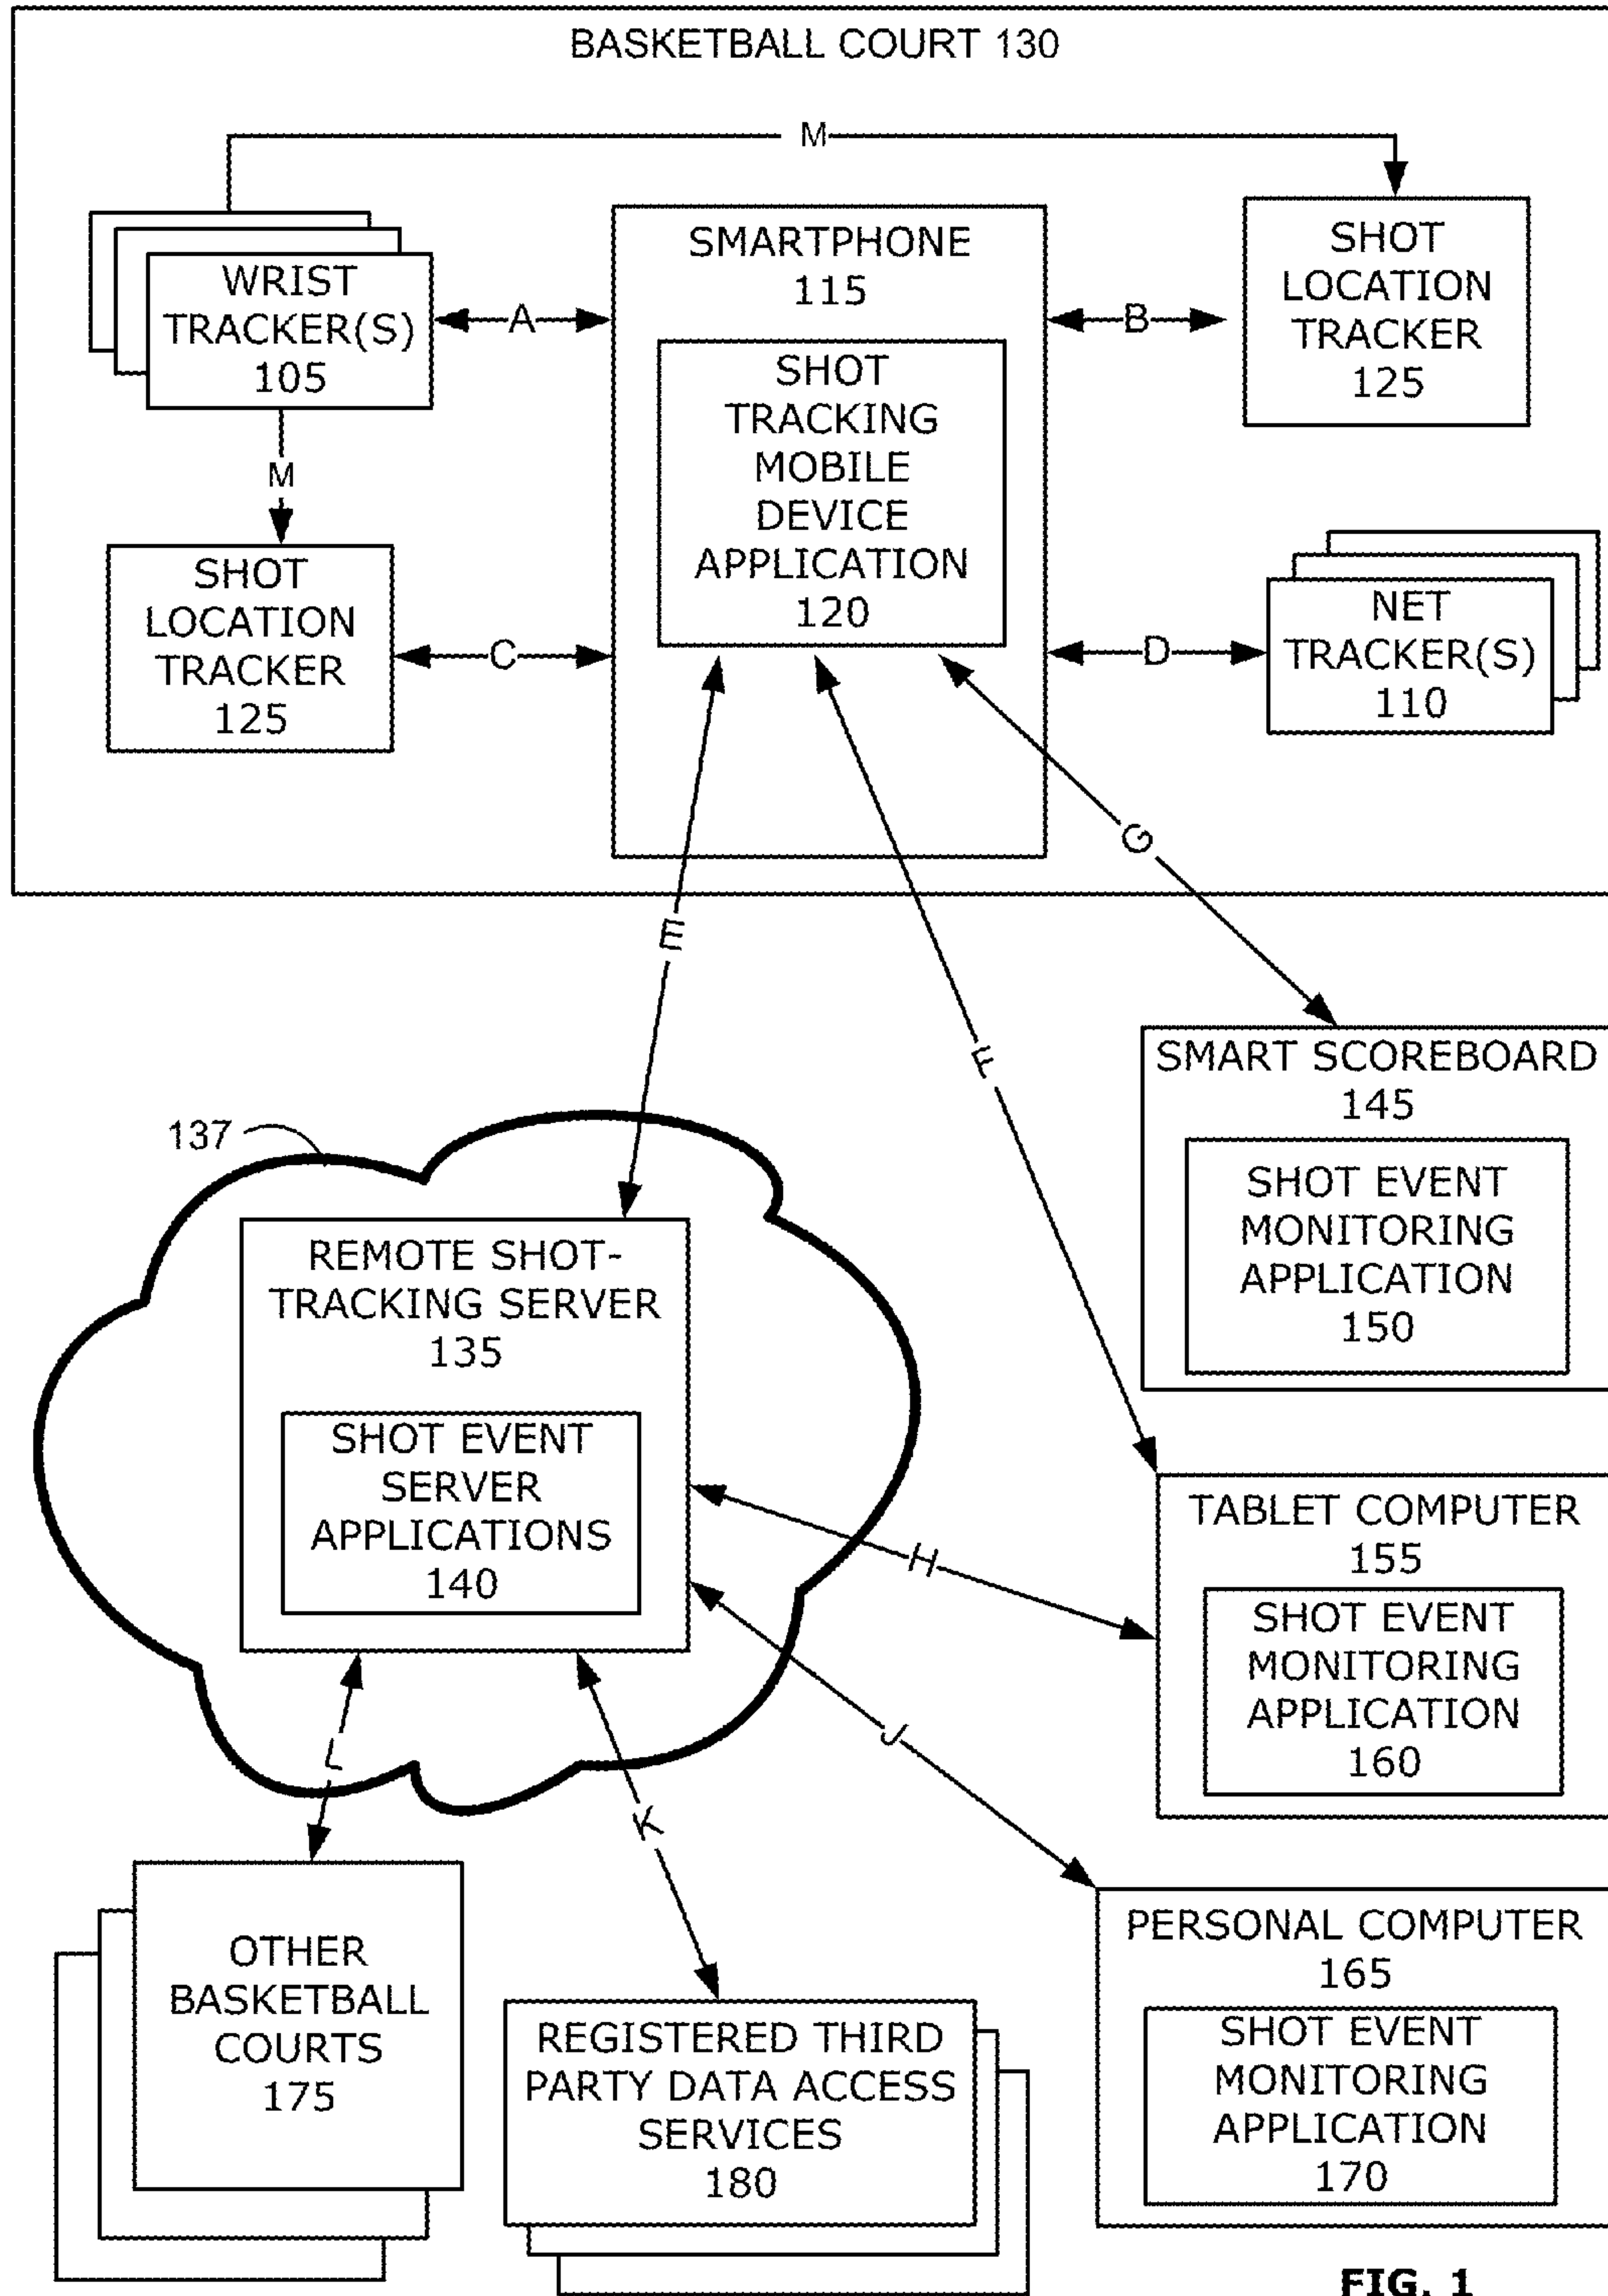 BASKETBALL COURT 130
M
WRIST
TRACKER(S)
105
A
SMARTPHONE
115
SHOT
TRACKING
MOBILE
DEVICE
APPLICATION
120
B
SHOT
LOCATION
TRACKER
125
M
SHOT
LOCATION
TRACKER
125
C
D
NET
TRACKER(S)
110
G
E
F
SMART SCOREBOARD
145
SHOT EVENT
MONITORING
APPLICATION
150
137
REMOTE SHOT-
TRACKING SERVER
135
SHOT EVENT
SERVER
APPLICATIONS
140
H
TABLET COMPUTER
155
SHOT EVENT
MONITORING
APPLICATION
160
J
L
K
OTHER
BASKETBALL
COURTS
175
REGISTERED THIRD
PARTY DATA ACCESS
SERVICES
180
PERSONAL COMPUTER
165
SHOT EVENT
MONITORING
APPLICATION
170
FIG. 1